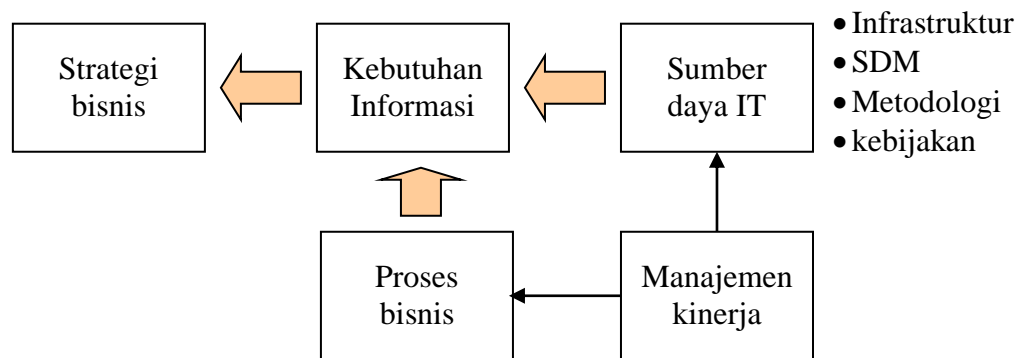 Strategi
bisnis
Kebutuhan
Informasi
Sumber
daya IT
• Infrastruktur
• SDM
• Metodologi
• kebijakan
Proses
bisnis
Manajemen
kinerja